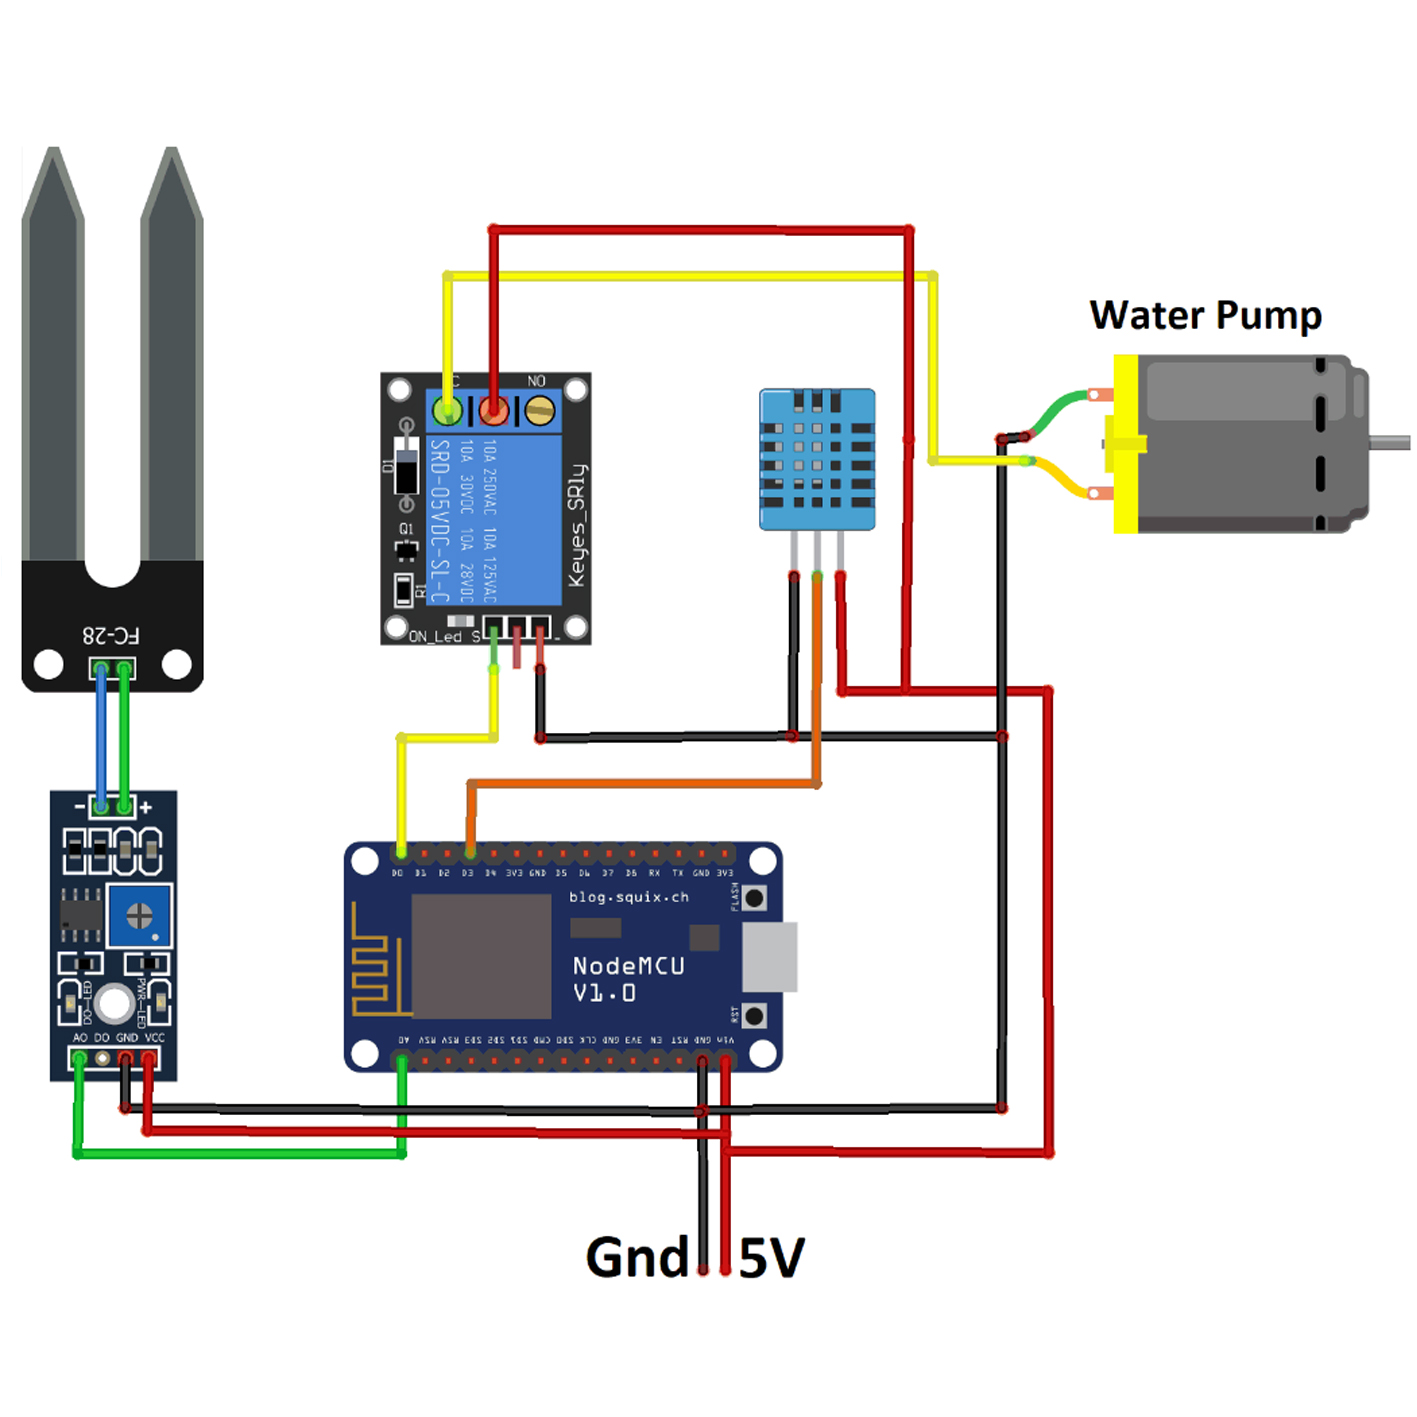 Water Pump
C
NO
D1
Q1
R1
SRD-05VDC-SL-C
10A 30VDC 10A 28VDC
10A 250VAC 10A 125VAC
Keyes_SRly
ON_Led S
-
FC-28
- +
DO-LED
PWR-LED
AO DO GND VCC
D0 D1 D2 D3 D4 3V3 GND D5 D6 D7 D8 RX TX GND 3V3
blog.squix.ch
FLASH
NodeMCU
V1.0
RST
A0 RSV RSV SD3 SD2 SD1 CMD SD0 CLK GND 3V3 EN RST GND Vin
Gnd 5V